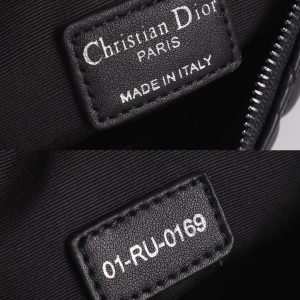 Christian Dior
PARIS
MADE IN ITALY
01-RU-0169